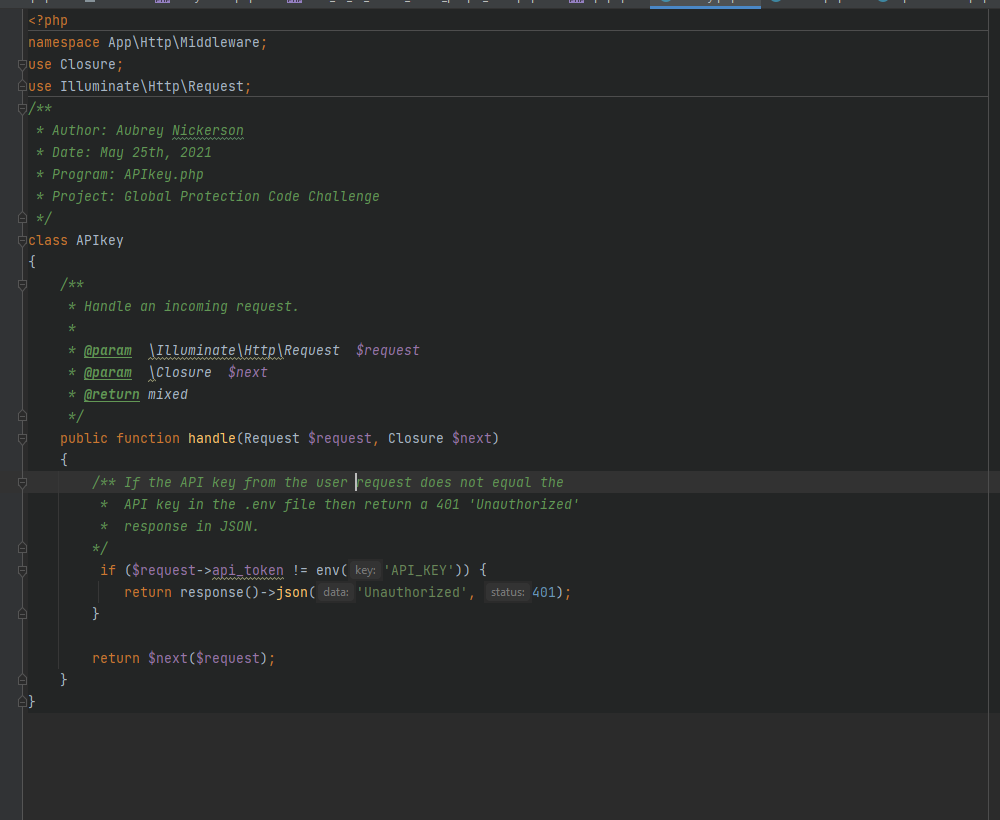 <?php
namespace App\Http\Middleware;
use Closure;
use Illuminate\Http\Request;
/**
* Author: Aubrey Nickerson
* Date: May 25th, 2021
* Program: APIkey.php
* Project: Global Protection Code Challenge
*/
class APIkey
{
/**
* Handle an incoming request.
*
* @param \Illuminate\Http\Request $request
* @param \Closure $next
* @return mixed
*/
public function handle(Request $request, Closure $next)
{
/** If the API key from the user request does not equal the
* API key in the .env file then return a 401 'Unauthorized'
* response in JSON.
*/
if ($request->api_token != env( key: 'API_KEY')) {
return response()->json( data: 'Unauthorized', status: 401);
}
return $next($request);
}
}